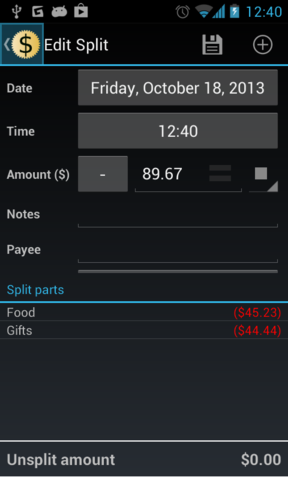 12:40
$ Edit Split
Date Friday, October 18, 2013
Time 12:40
Amount ($) - 89.67
Notes
Payee
Split parts
Food ($45.23)
Gifts ($44.44)
Unsplit amount $0.00